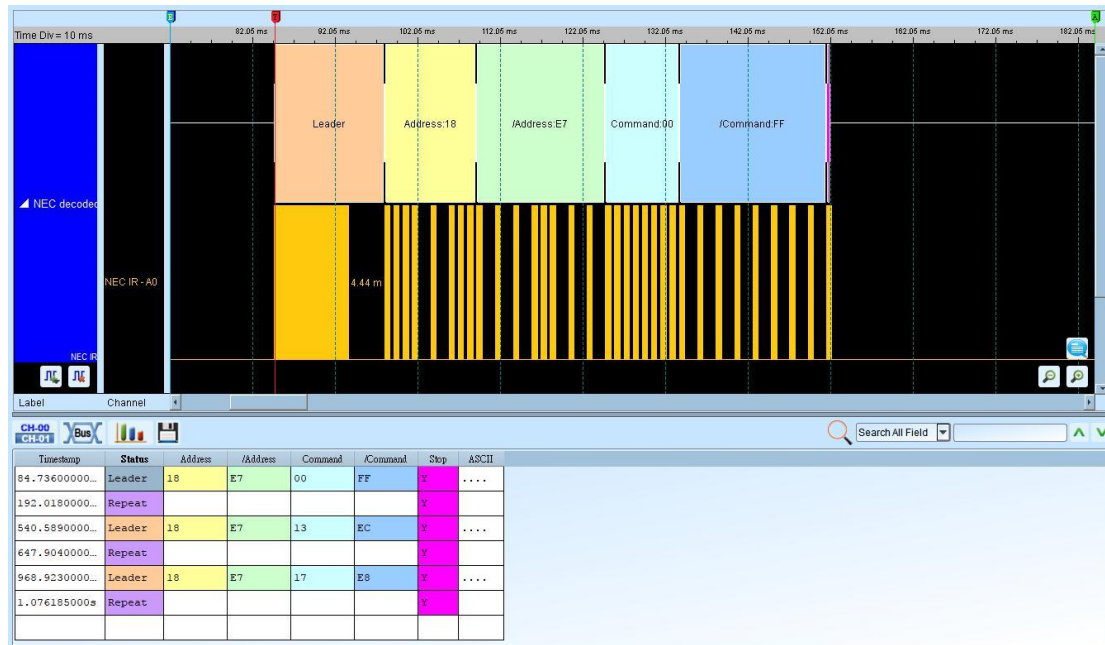 Time Div = 10 ms
82.05 ms 92.05 ms 102.05 ms 112.05 ms 122.05 ms 132.05 ms 142.05 ms 152.05 ms 162.05 ms 172.05 ms 182.05 ms
T
A
Leader Address:18 /Address:E7 Command:00 /Command:FF
NEC decoded
NEC IR - A0
4.44 m
NEC IR
Label Channel
CH-00
CH-01
Bus
Search All Field
Timestamp Status Address /Address Command /Command Stop ASCII
84.73600000... Leader 18 E7 00 FF Y ....
192.0180000... Repeat Y
540.5890000... Leader 18 E7 13 EC Y ....
647.9040000... Repeat Y
968.9230000... Leader 18 E7 17 E8 Y ....
1.076185000s Repeat Y